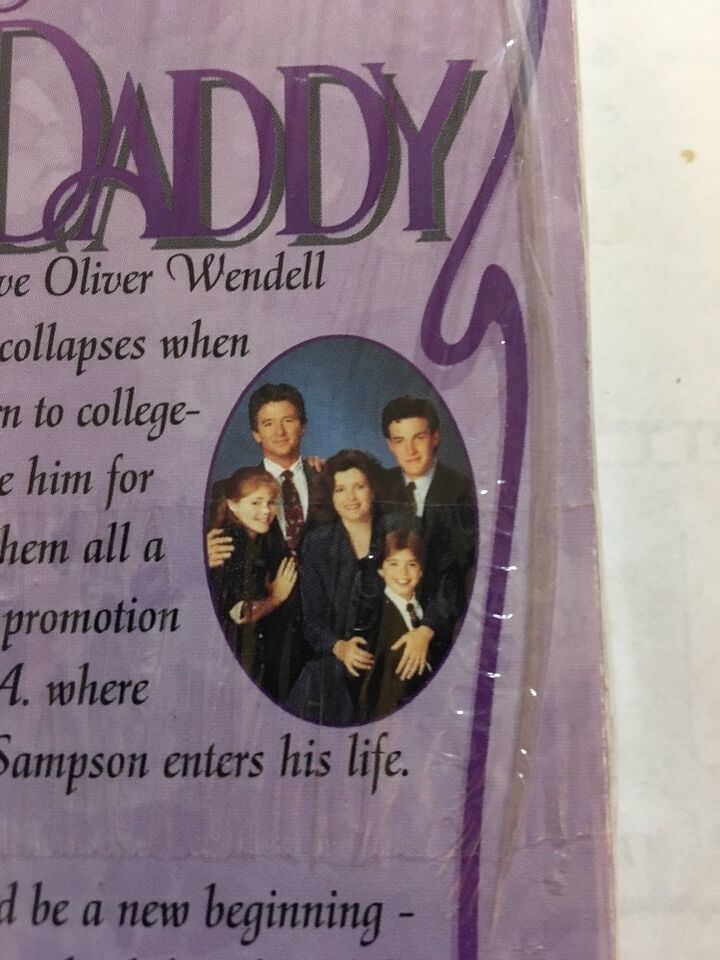 DADDY
ve Oliver Wendell
collapses when
rn to college-
e him for
hem all a
promotion
A. where
Sampson enters his life.
d be a new beginning -